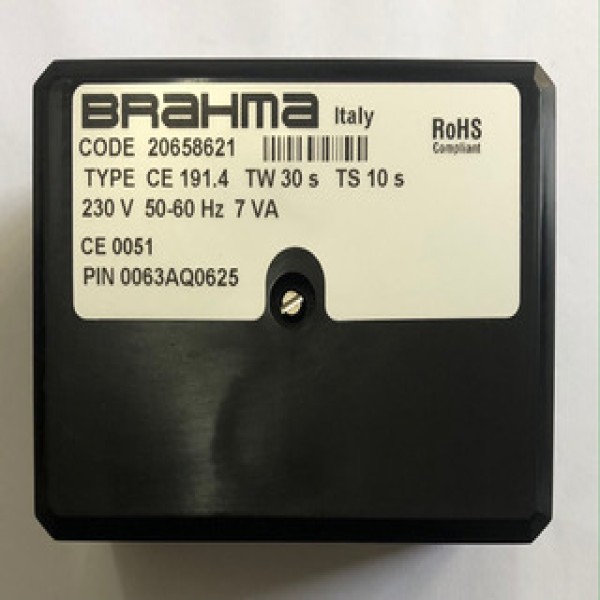 BRAHMA Italy
RoHS
Compliant
CODE 20658621
TYPE CE 191.4 TW 30 s TS 10 s
230 V 50-60 Hz 7 VA
CE 0051
PIN 0063AQ0625